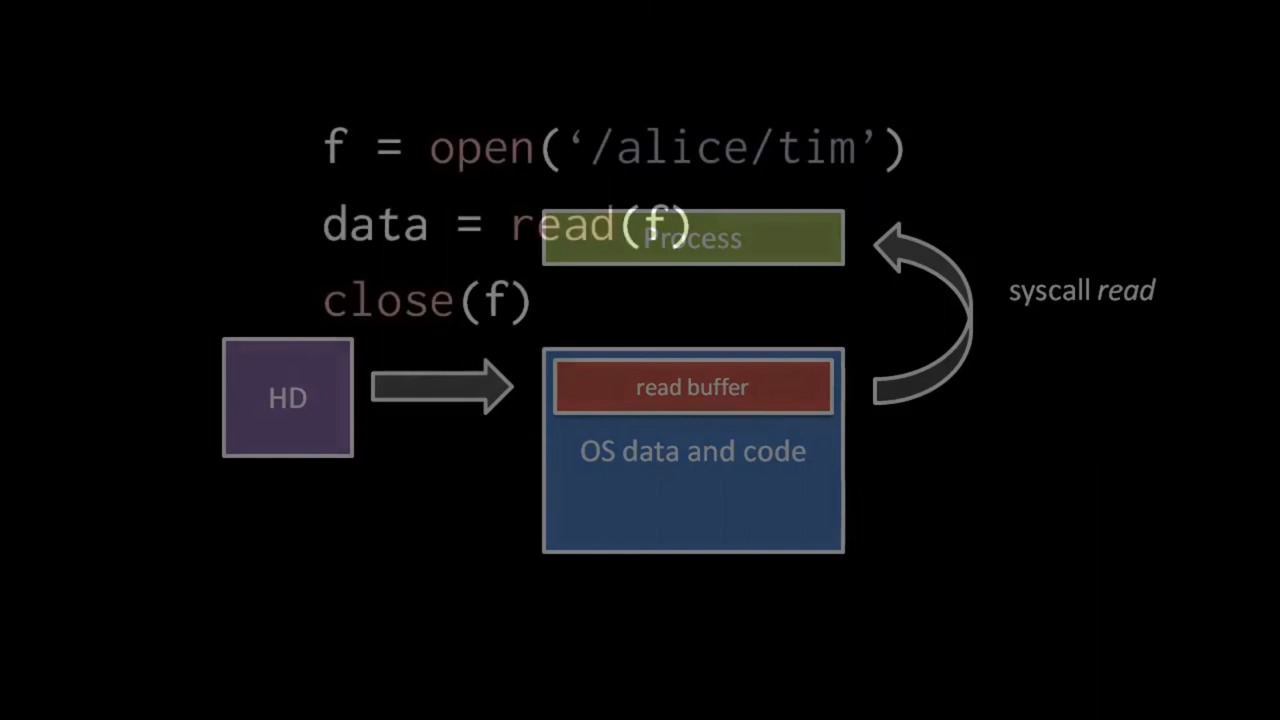 f = open(‘/alice/tim’)
data = read(f)
Process
syscall read
close(f)
HD
read buffer
OS data and code